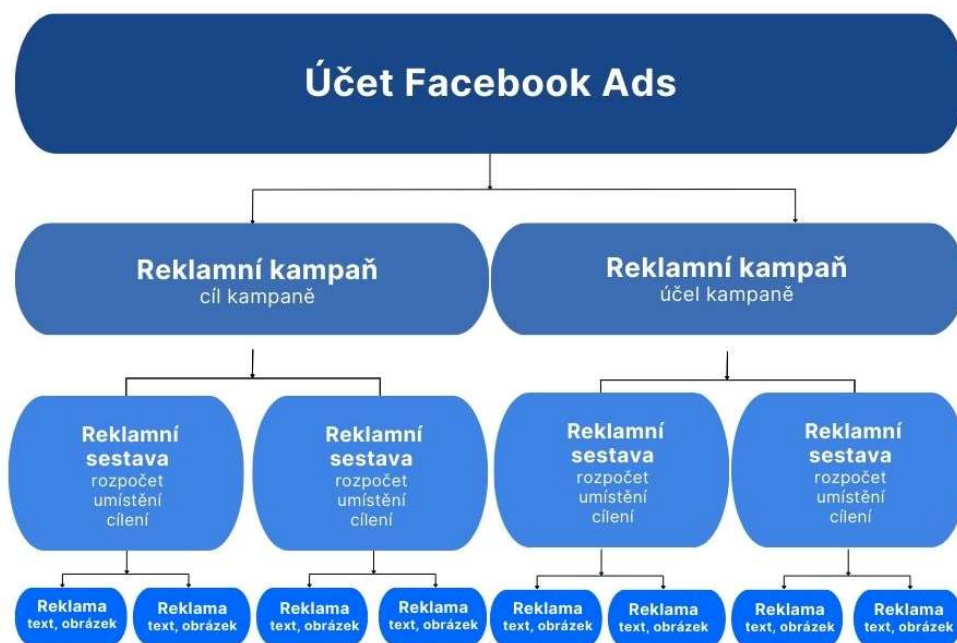 Účet Facebook Ads
Reklamní kampaň
cíl kampaně
Reklamní kampaň
účel kampaně
Reklamní
sestava
rozpočet
umístění
cílení
Reklamní
sestava
rozpočet
umístění
cílení
Reklamní
sestava
rozpočet
umístění
cílení
Reklamní
sestava
rozpočet
umístění
cílení
Reklama
text, obrázek
Reklama
text, obrázek
Reklama
text, obrázek
Reklama
text, obrázek
Reklama
text, obrázek
Reklama
text, obrázek
Reklama
text, obrázek
Reklama
text, obrázek